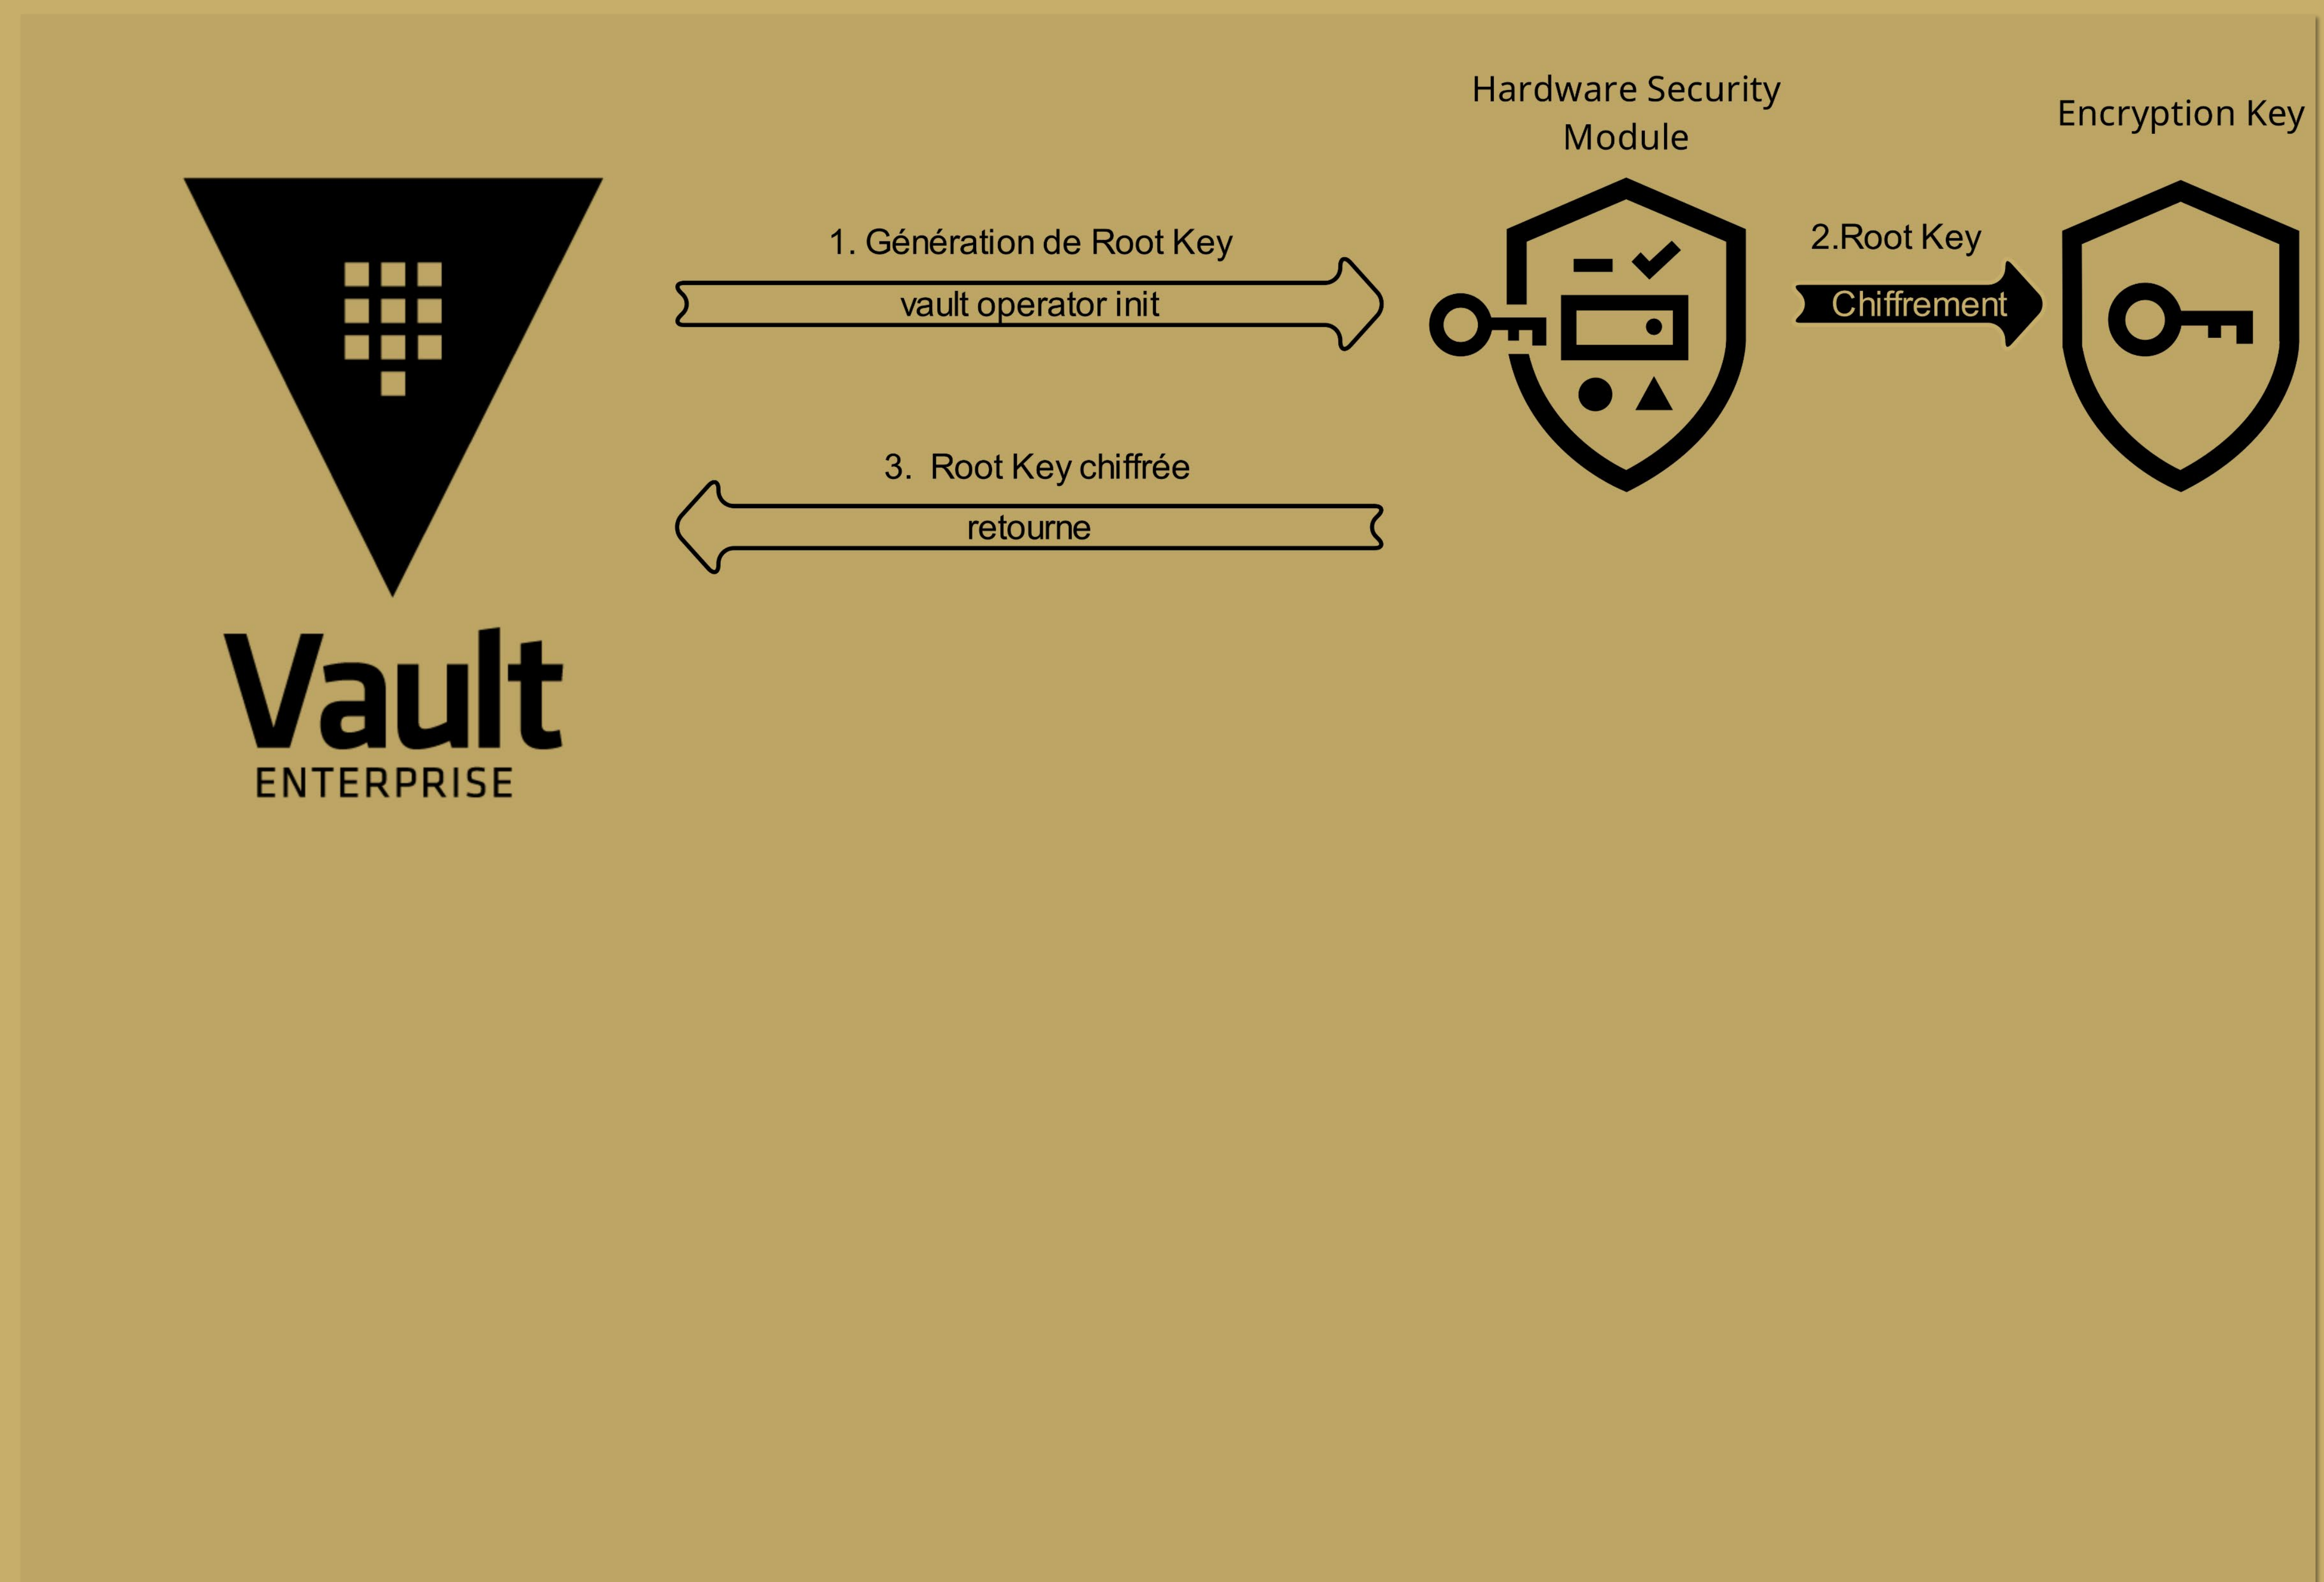 Hardware Security
Module
Encryption Key
1. Génération de Root Key
vault operator init
2.Root Key
Chiffrement
3. Root Key chiffrée
retourne
Vault
ENTERPRISE